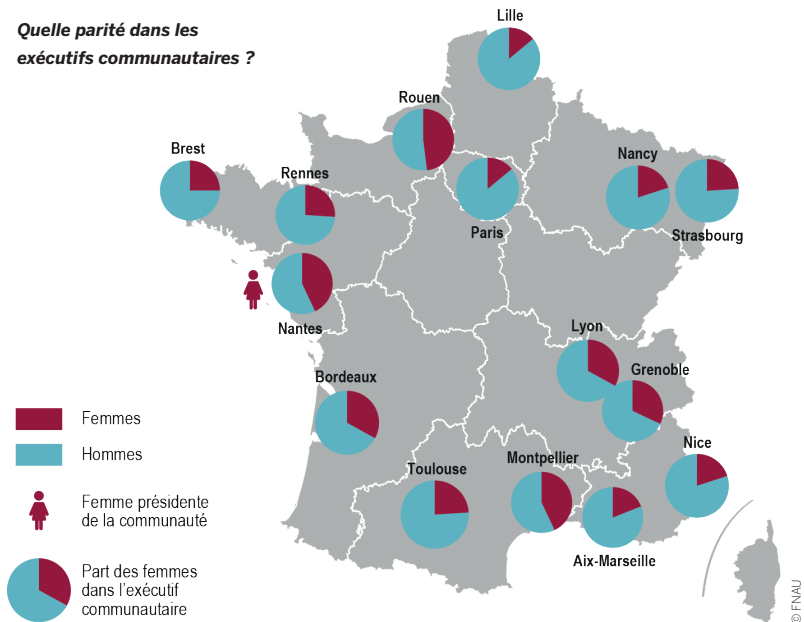 Quelle parité dans les
exécutifs communautaires ?
Lille
Rouen
Brest
Rennes
Nancy
Paris
Strasbourg
Nantes
Lyon
Grenoble
Bordeaux
Nice
Toulouse
Montpellier
Aix-Marseille
Femmes
Hommes
Femme présidente
de la communauté
Part des femmes
dans l'exécutif
communautaire
© FNAU